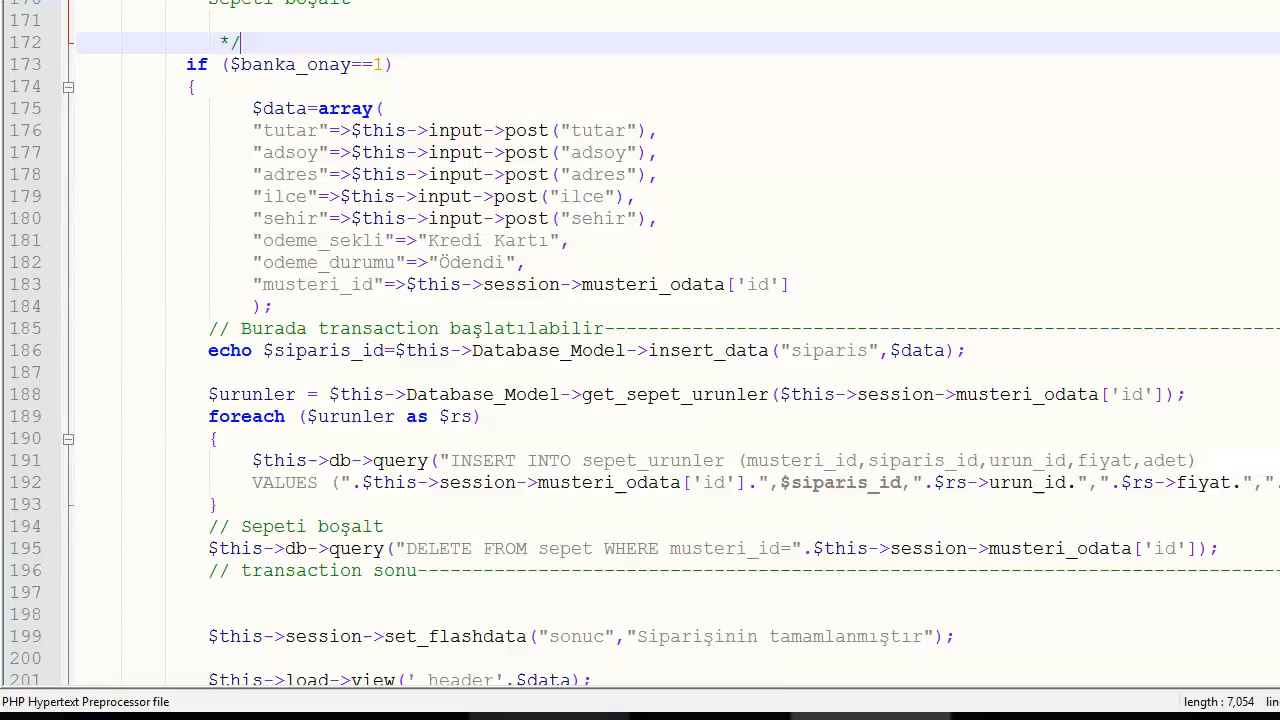 170 Sepeti boşalt
171
172 */
173 if ($banka_onay==1)
174 {
175 $data=array(
176 "tutar"=>$this->input->post("tutar"),
177 "adsoy"=>$this->input->post("adsoy"),
178 "adres"=>$this->input->post("adres"),
179 "ilce"=>$this->input->post("ilce"),
180 "sehir"=>$this->input->post("sehir"),
181 "odeme_sekli"=>"Kredi Kartı",
182 "odeme_durumu"=>"Ödendi",
183 "musteri_id"=>$this->session->musteri_odata['id']
184 );
185 // Burada transaction başlatılabilir--------------------------------------------------------------
186 echo $siparis_id=$this->Database_Model->insert_data("siparis",$data);
187
188 $urunler = $this->Database_Model->get_sepet_urunler($this->session->musteri_odata['id']);
189 foreach ($urunler as $rs)
190 {
191 $this->db->query("INSERT INTO sepet_urunler (musteri_id,siparis_id,urun_id,fiyat,adet)
192 VALUES (".$this->session->musteri_odata['id'].",$siparis_id,".$rs->urun_id.",".$rs->fiyat.",".
193 }
194 // Sepeti boşalt
195 $this->db->query("DELETE FROM sepet WHERE musteri_id=".$this->session->musteri_odata['id']);
196 // transaction sonu-------------------------------------------------------------------------------
197
198
199 $this->session->set_flashdata("sonuc","Siparişinin tamamlanmıştır");
200
201 $this->load->view('_header',$data);
PHP Hypertext Preprocessor file length : 7,054 lin